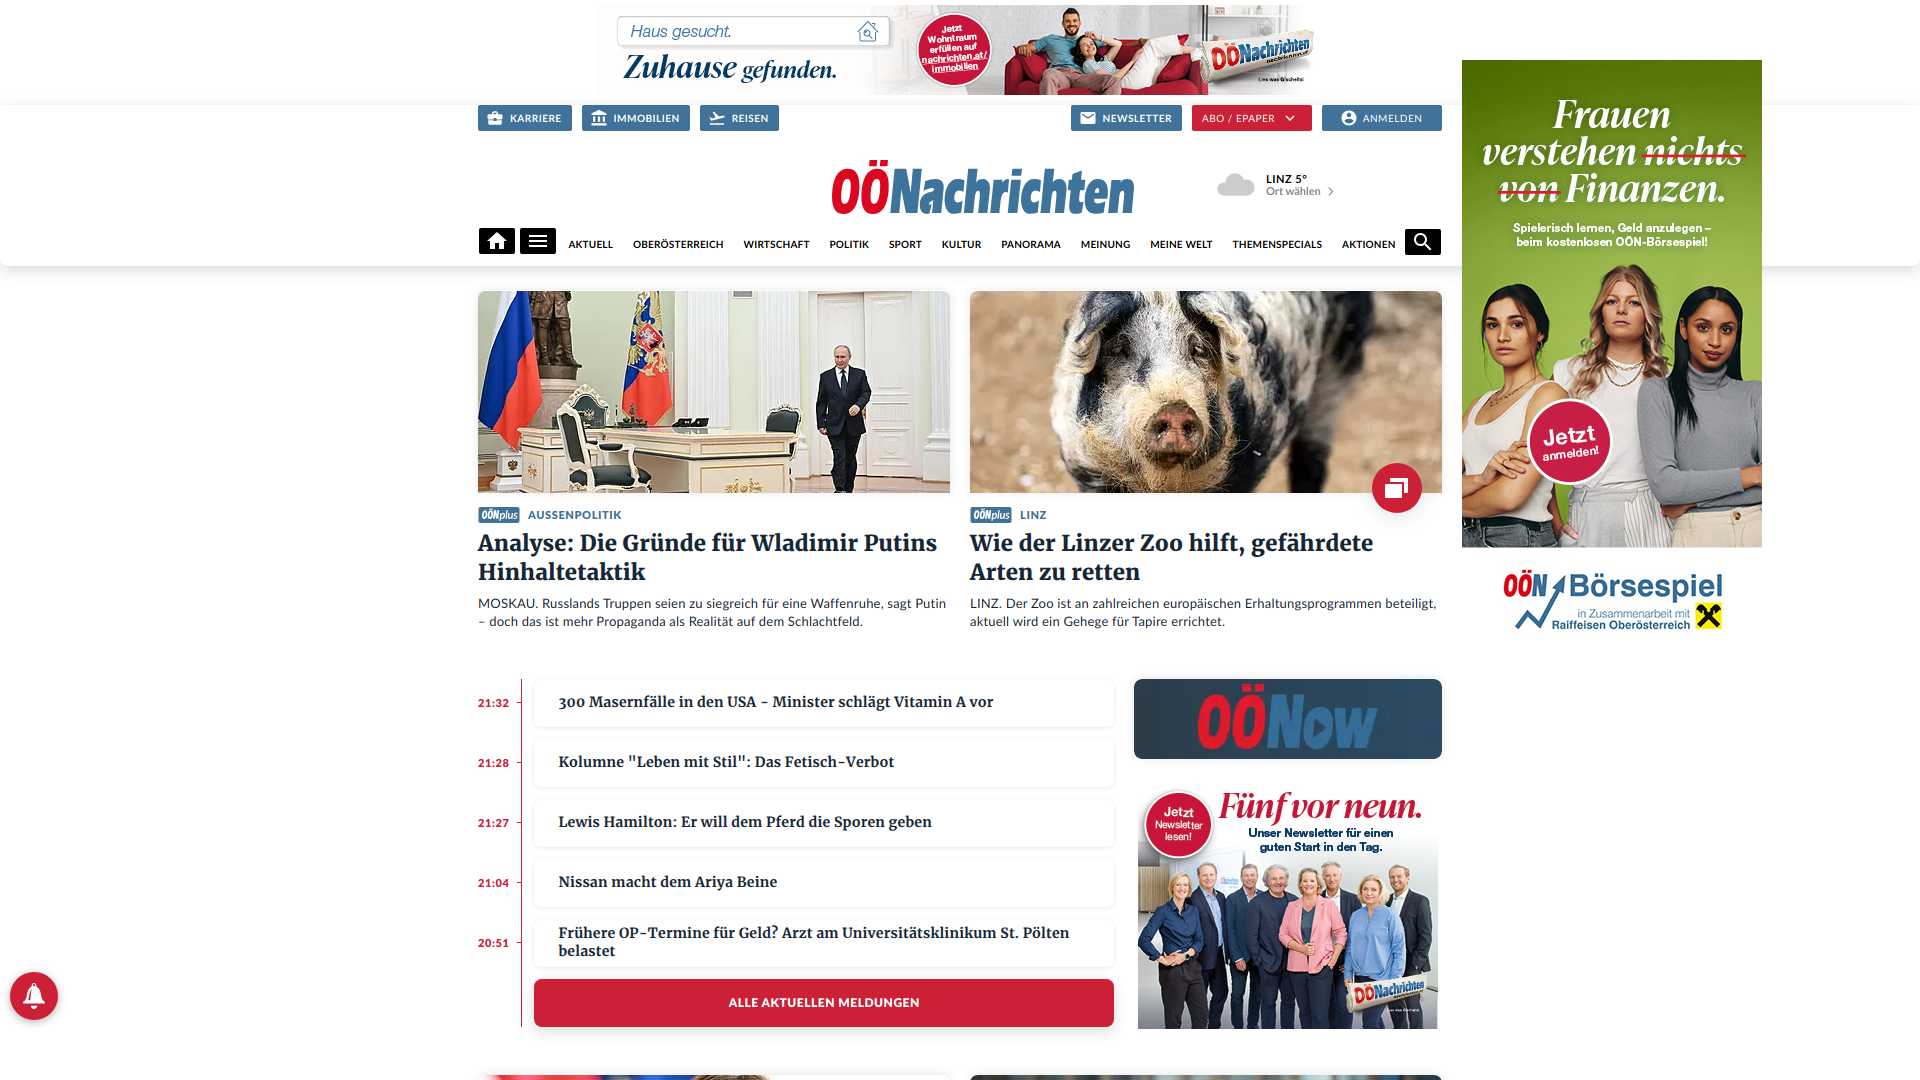 Haus gesucht.
Zuhause gefunden.
Jetzt
Wohntraum
erfüllen auf
nachrichten.at/
immobilien
OÖNachrichten
Lies was Gscheits!
KARRIERE
IMMOBILIEN
REISEN
NEWSLETTER
ABO / EPAPER
ANMELDEN
OÖNachrichten
LINZ 5°
Ort wählen
AKTUELL
OBERÖSTERREICH
WIRTSCHAFT
POLITIK
SPORT
KULTUR
PANORAMA
MEINUNG
MEINE WELT
THEMENSPECIALS
AKTIONEN
Frauen
verstehen nichts
von Finanzen.
Spielerisch lernen, Geld anzulegen –
beim kostenlosen OÖN-Börsespiel!
Jetzt
anmelden!
OÖN Börsespiel
in Zusammenarbeit mit
Raiffeisen Oberösterreich
OÖNplus AUSSENPOLITIK
Analyse: Die Gründe für Wladimir Putins
Hinhaltetaktik
MOSKAU. Russlands Truppen seien zu siegreich für eine Waffenruhe, sagt Putin
– doch das ist mehr Propaganda als Realität auf dem Schlachtfeld.
OÖNplus LINZ
Wie der Linzer Zoo hilft, gefährdete
Arten zu retten
LINZ. Der Zoo ist an zahlreichen europäischen Erhaltungsprogrammen beteiligt,
aktuell wird ein Gehege für Tapire errichtet.
21:32 300 Masernfälle in den USA - Minister schlägt Vitamin A vor
21:28 Kolumne "Leben mit Stil": Das Fetisch-Verbot
21:27 Lewis Hamilton: Er will dem Pferd die Sporen geben
21:04 Nissan macht dem Ariya Beine
20:51 Frühere OP-Termine für Geld? Arzt am Universitätsklinikum St. Pölten
belastet
ALLE AKTUELLEN MELDUNGEN
OÖNow
Jetzt
Newsletter
lesen!
Fünf vor neun.
Unser Newsletter für einen
guten Start in den Tag.
OÖNachrichten